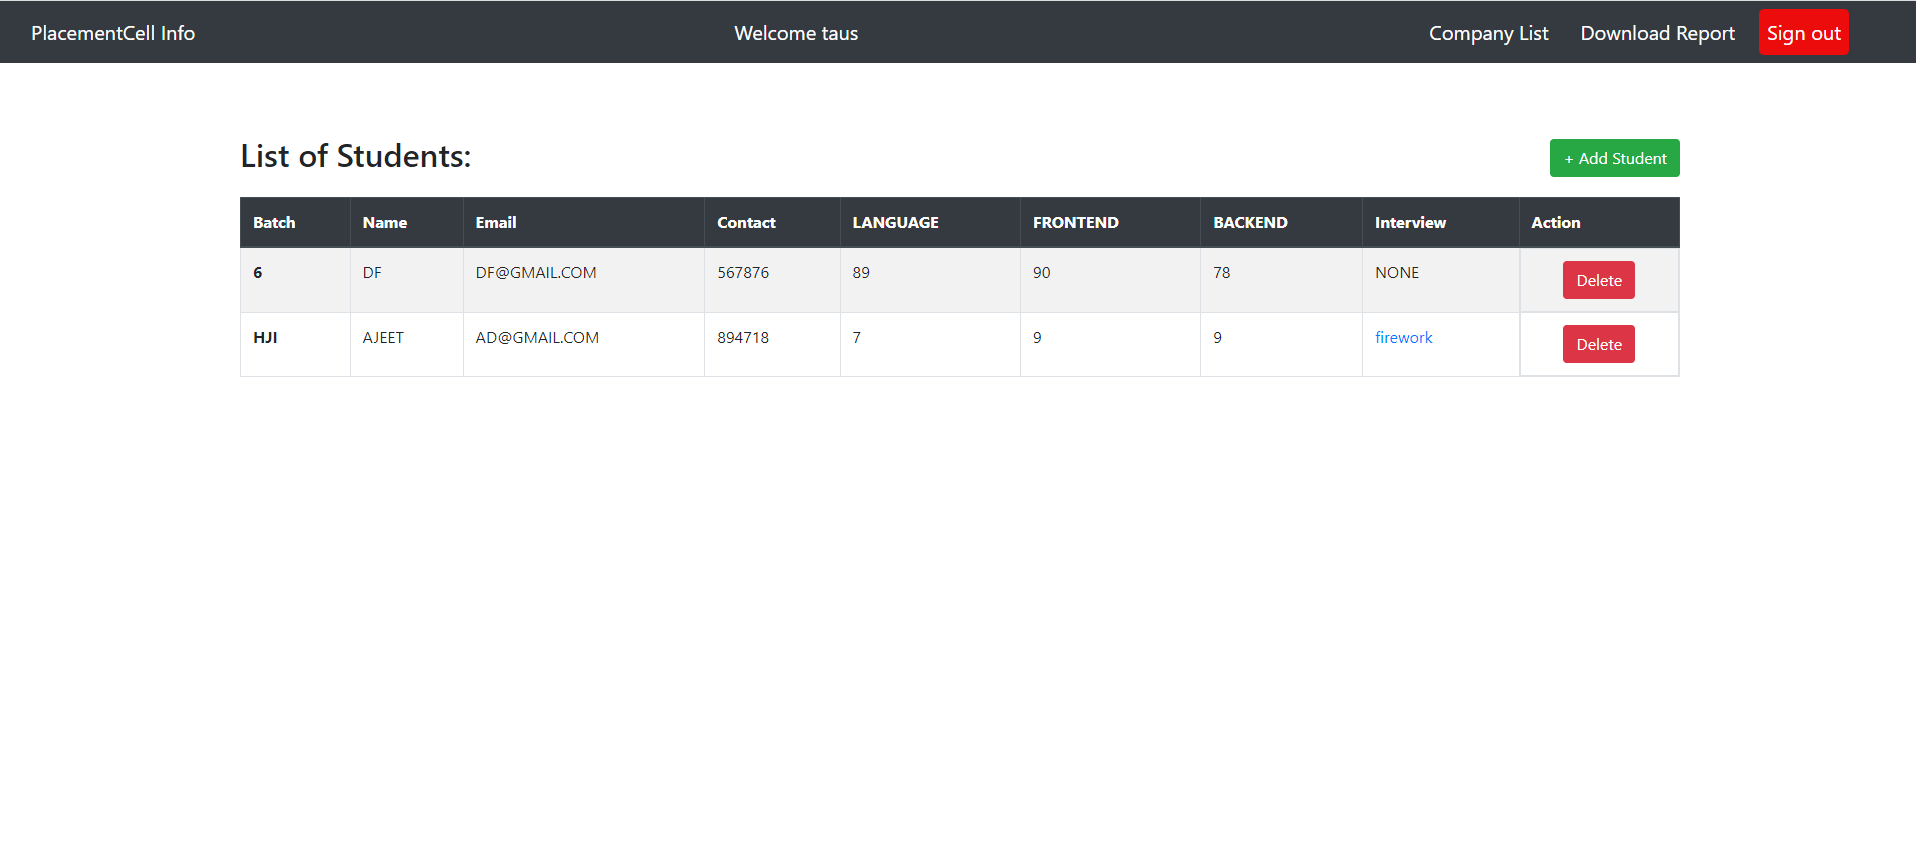 PlacementCell Info Welcome taus Company List Download Report Sign out
List of Students: + Add Student
Batch Name Email Contact LANGUAGE FRONTEND BACKEND Interview Action
6 DF DF@GMAIL.COM 567876 89 90 78 NONE Delete
HJI AJEET AD@GMAIL.COM 894718 7 9 9 firework Delete